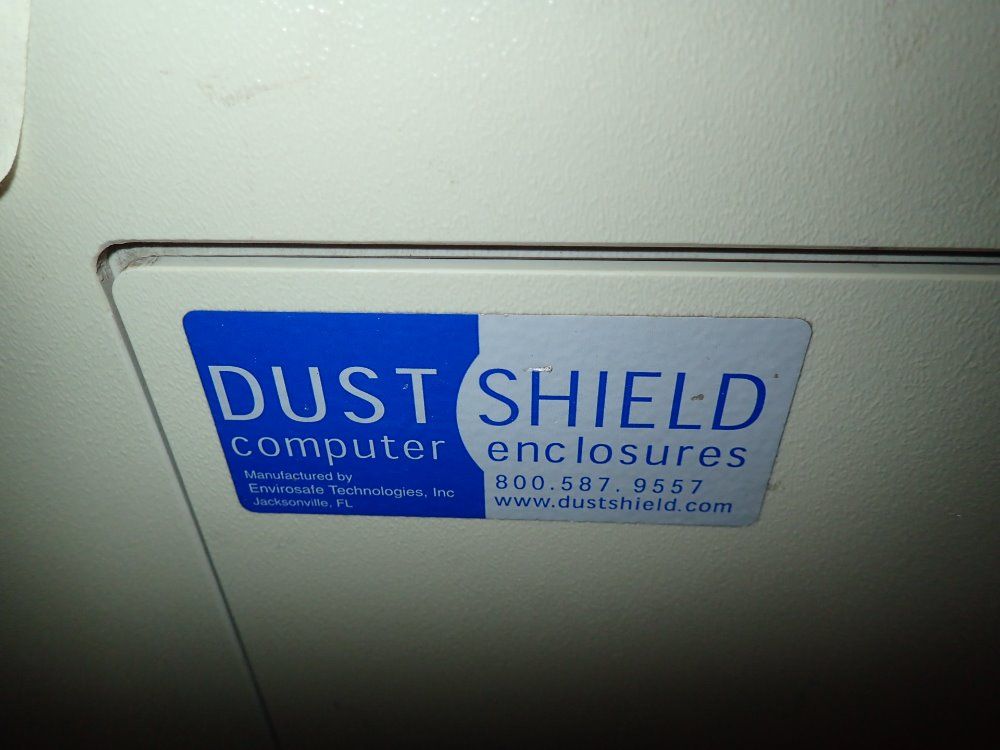 DUST SHIELD
computer enclosures
Manufactured by
Envirosafe Technologies, Inc
Jacksonville, FL
800.587.9557
www.dustshield.com